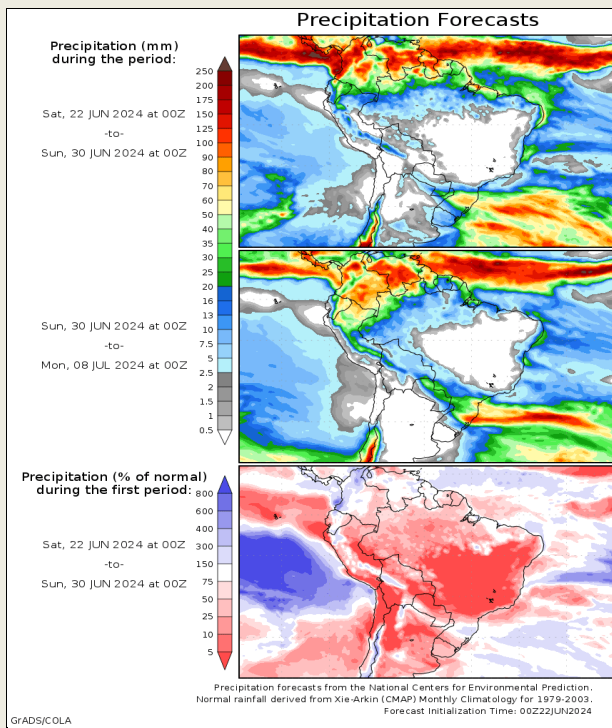 Precipitation Forecasts
Precipitation (mm)
during the period:
Sat, 22 JUN 2024 at 00Z
-to-
Sun, 30 JUN 2024 at 00Z
250
200
175
150
125
100
90
80
70
60
50
40
35
30
25
20
16
13
10
7.5
5
2.5
2
1.5
1
0.5
Sun, 30 JUN 2024 at 00Z
-to-
Mon, 08 JUL 2024 at 00Z
Precipitation (% of normal)
during the first period:
Sat, 22 JUN 2024 at 00Z
-to-
Sun, 30 JUN 2024 at 00Z
800
600
400
300
150
75
50
25
10
5
Precipitation forecasts from the National Centers for Environmental Prediction.
Normal rainfall derived from Xie-Arkin (CMAP) Monthly Climatology for 1979-2003.
Forecast Initialization Time: 00Z22JUN2024
GrADS/COLA